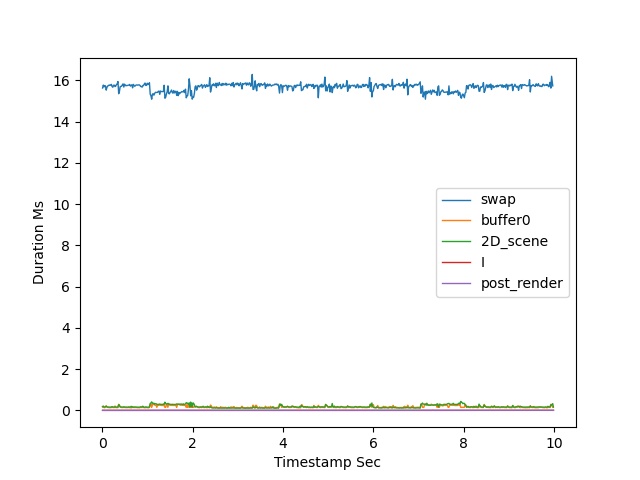 16
14
12
10
8
6
4
2
0
Duration Ms
swap
buffer0
2D_scene
I
post_render
0 2 4 6 8 10
Timestamp Sec